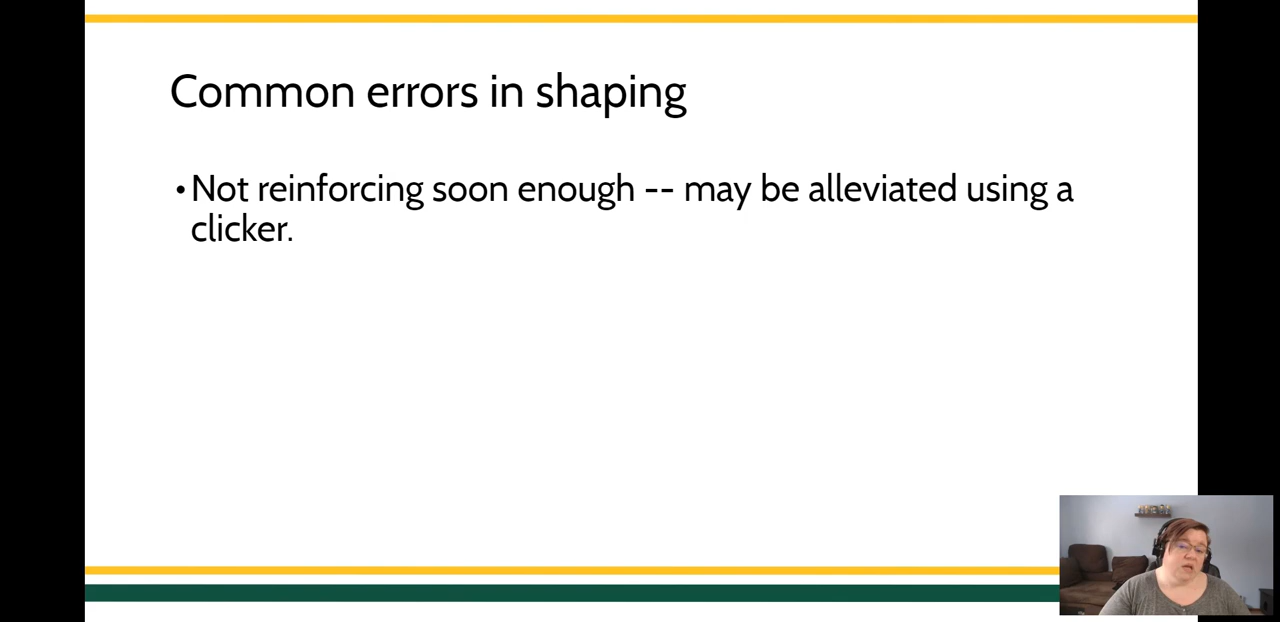 Common errors in shaping
• Not reinforcing soon enough -- may be alleviated using a
clicker.